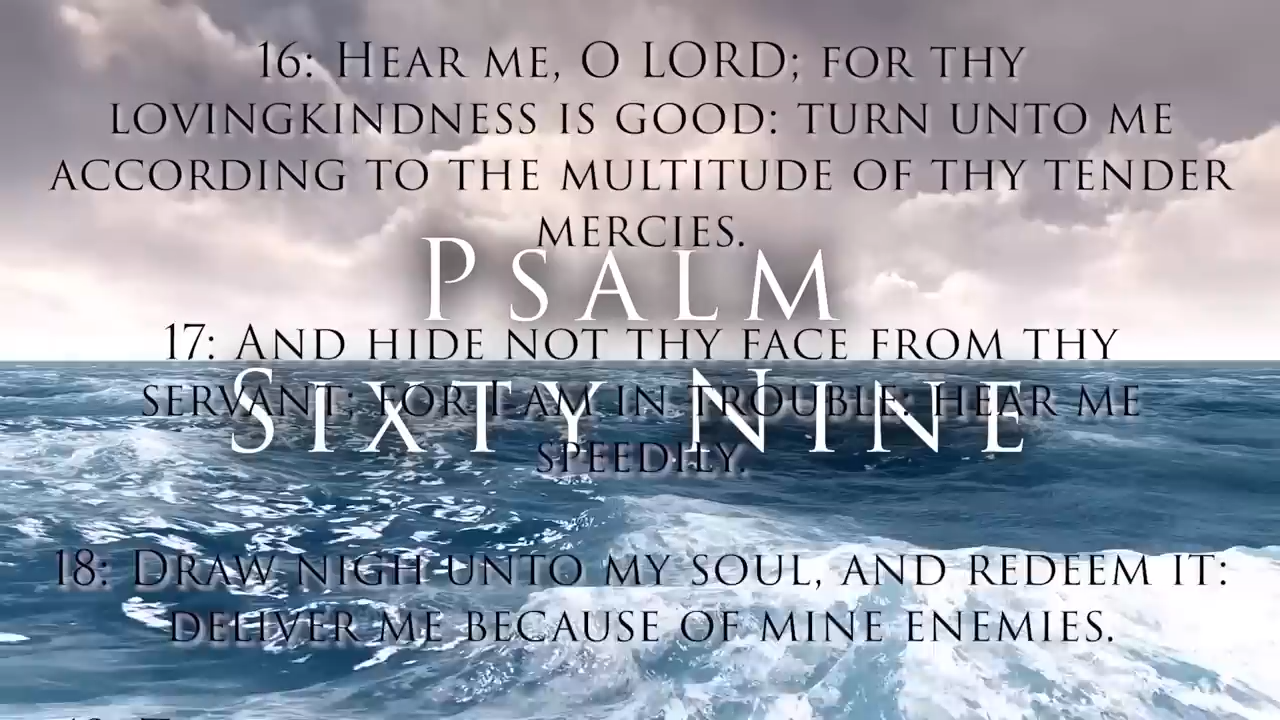 16: Hear me, O LORD; for thy
lovingkindness is good: turn unto me
according to the multitude of thy tender
mercies.
Psalm
17: And hide not thy face from thy
Sixty Nine
servant; for I am in trouble: hear me
speedily.
18: Draw nigh unto my soul, and redeem it:
deliver me because of mine enemies.